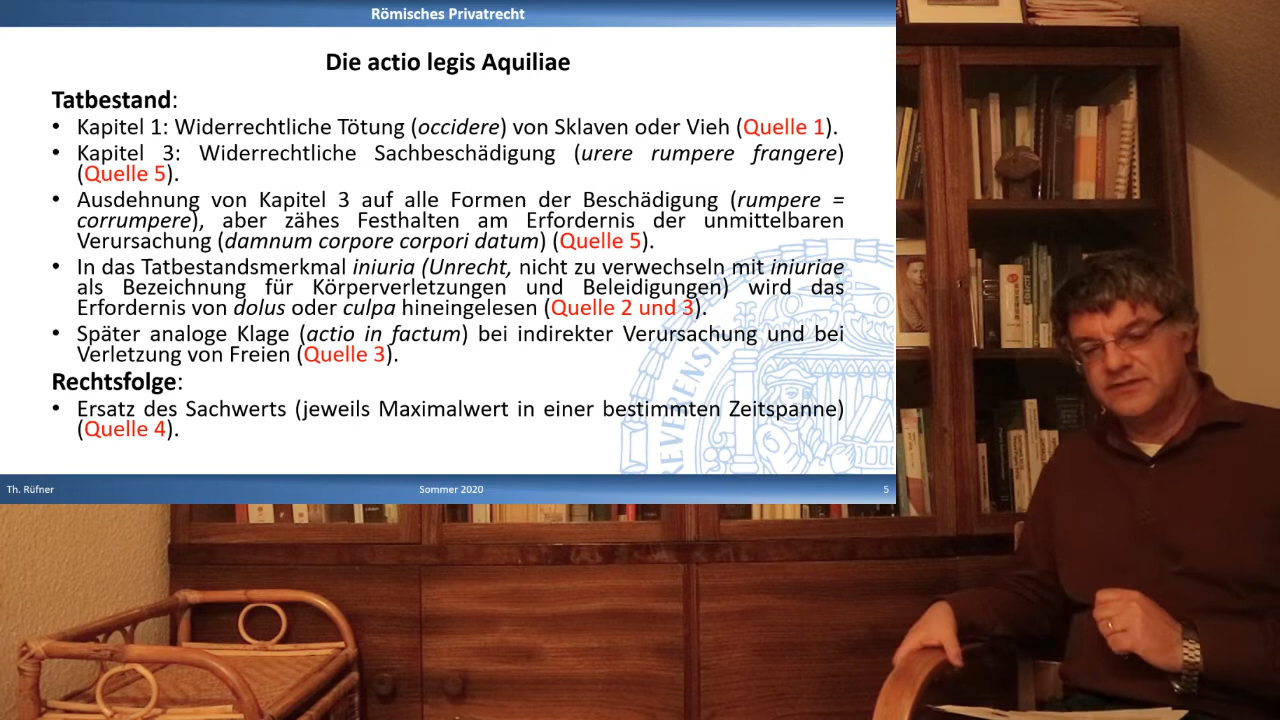 Römisches Privatrecht
Die actio legis Aquiliae
Tatbestand:
• Kapitel 1: Widerrechtliche Tötung (occidere) von Sklaven oder Vieh (Quelle 1).
• Kapitel 3: Widerrechtliche Sachbeschädigung (urere rumpere frangere)
(Quelle 5).
• Ausdehnung von Kapitel 3 auf alle Formen der Beschädigung (rumpere =
corrumpere), aber zähes Festhalten am Erfordernis der unmittelbaren
Verursachung (damnum corpore corpori datum) (Quelle 5).
• In das Tatbestandsmerkmal iniuria (Unrecht, nicht zu verwechseln mit iniuriae
als Bezeichnung für Körperverletzungen und Beleidigungen) wird das
Erfordernis von dolus oder culpa hineingelesen (Quelle 2 und 3).
• Später analoge Klage (actio in factum) bei indirekter Verursachung und bei
Verletzung von Freien (Quelle 3).
Rechtsfolge:
• Ersatz des Sachwerts (jeweils Maximalwert in einer bestimmten Zeitspanne)
(Quelle 4).
Th. Rüfner
Sommer 2020
5